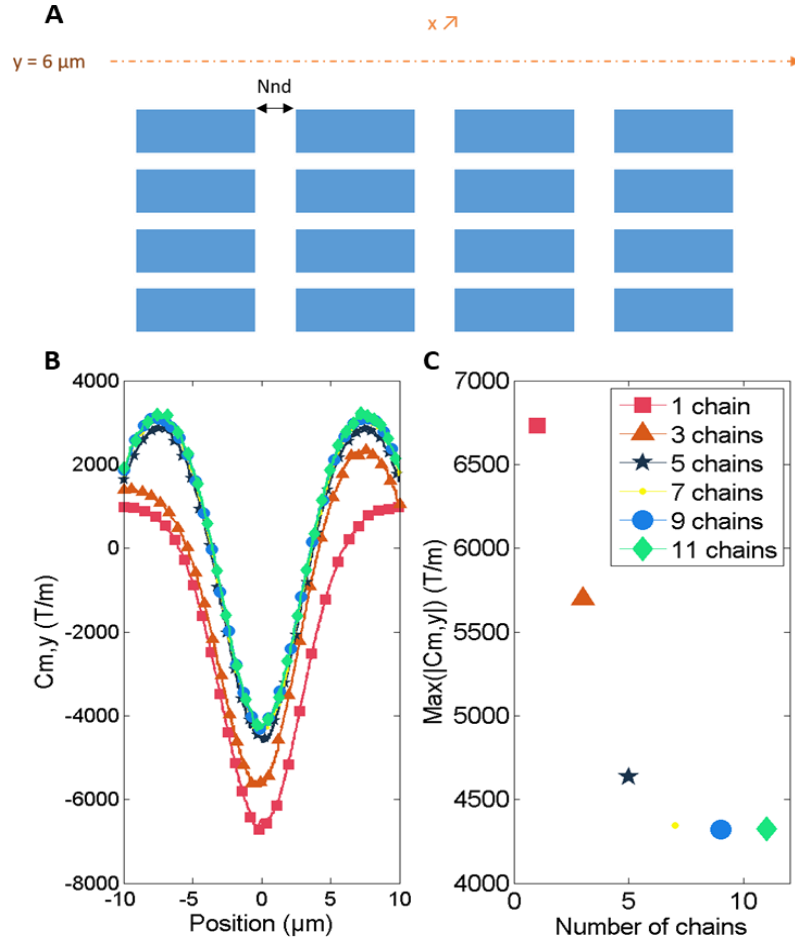 A
x ↗
y = 6 µm
Nnd
B
4000
2000
0
-2000
-4000
-6000
-8000
Cm,y (T/m)
-10 -5 0 5 10
Position (µm)
C
7000
6500
6000
5500
5000
4500
4000
Max(|Cm,y|) (T/m)
1 chain
3 chains
5 chains
7 chains
9 chains
11 chains
0 5 10
Number of chains